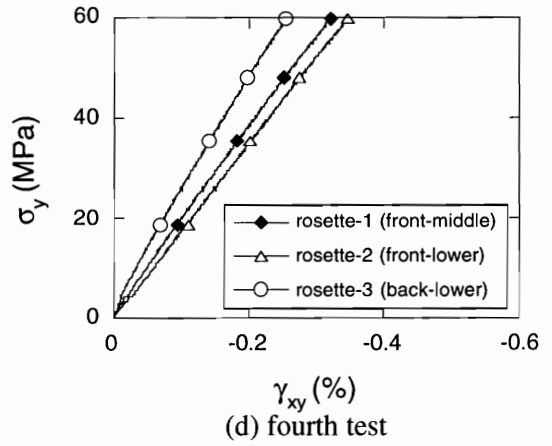 60
40
20
0
σy (MPa)
rosette-1 (front-middle)
rosette-2 (front-lower)
rosette-3 (back-lower)
0 -0.2 -0.4 -0.6
γxy (%)
(d) fourth test